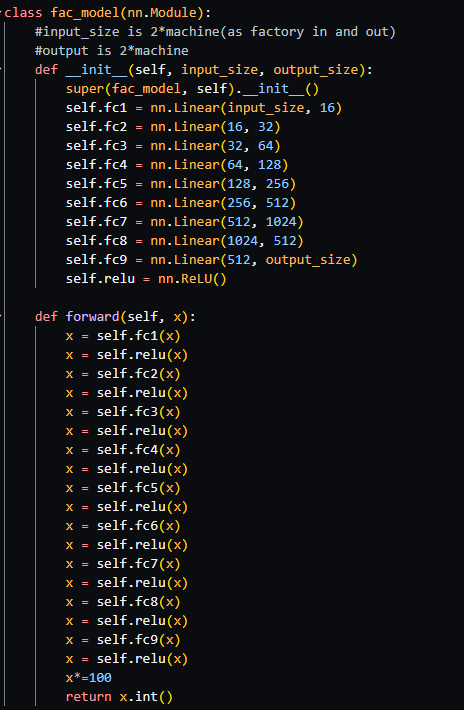 class fac_model(nn.Module):
    #input_size is 2*machine(as factory in and out)
    #output is 2*machine
    def __init__(self, input_size, output_size):
        super(fac_model, self).__init__()
        self.fc1 = nn.Linear(input_size, 16)
        self.fc2 = nn.Linear(16, 32)
        self.fc3 = nn.Linear(32, 64)
        self.fc4 = nn.Linear(64, 128)
        self.fc5 = nn.Linear(128, 256)
        self.fc6 = nn.Linear(256, 512)
        self.fc7 = nn.Linear(512, 1024)
        self.fc8 = nn.Linear(1024, 512)
        self.fc9 = nn.Linear(512, output_size)
        self.relu = nn.ReLU()

    def forward(self, x):
        x = self.fc1(x)
        x = self.relu(x)
        x = self.fc2(x)
        x = self.relu(x)
        x = self.fc3(x)
        x = self.relu(x)
        x = self.fc4(x)
        x = self.relu(x)
        x = self.fc5(x)
        x = self.relu(x)
        x = self.fc6(x)
        x = self.relu(x)
        x = self.fc7(x)
        x = self.relu(x)
        x = self.fc8(x)
        x = self.relu(x)
        x = self.fc9(x)
        x = self.relu(x)
        x*=100
        return x.int()